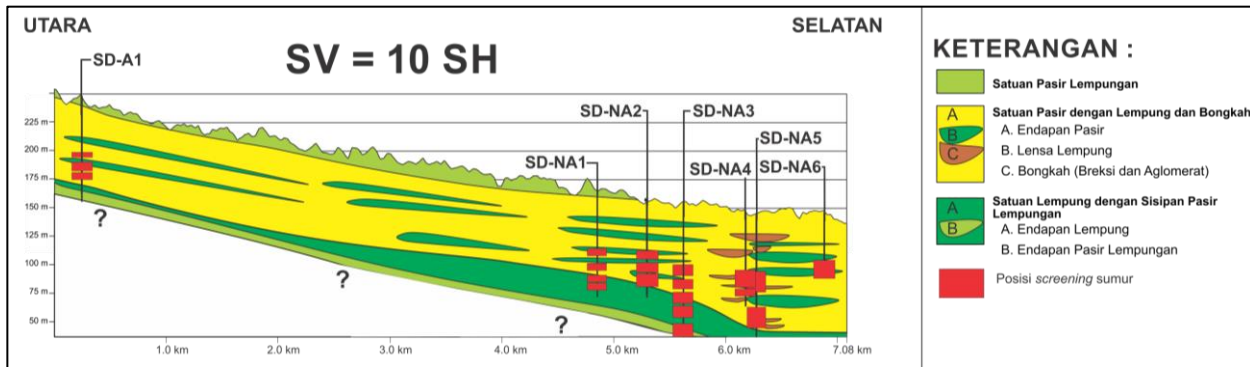 UTARA
SELATAN
SV = 10 SH
SD-A1
SD-NA2
SD-NA3
SD-NA1
SD-NA5
SD-NA4
SD-NA6
225 m
200 m
175 m
150 m
125 m
100 m
75 m
50 m
?
?
?
1.0 km
2.0 km
3.0 km
4.0 km
5.0 km
6.0 km
7.08 km
KETERANGAN :
Satuan Pasir Lempungan
A
B
C
Satuan Pasir dengan Lempung dan Bongkah
A. Endapan Pasir
B. Lensa Lempung
C. Bongkah (Breksi dan Aglomerat)
A
B
Satuan Lempung dengan Sisipan Pasir
Lempungan
A. Endapan Lempung
B. Endapan Pasir Lempungan
Posisi screening sumur